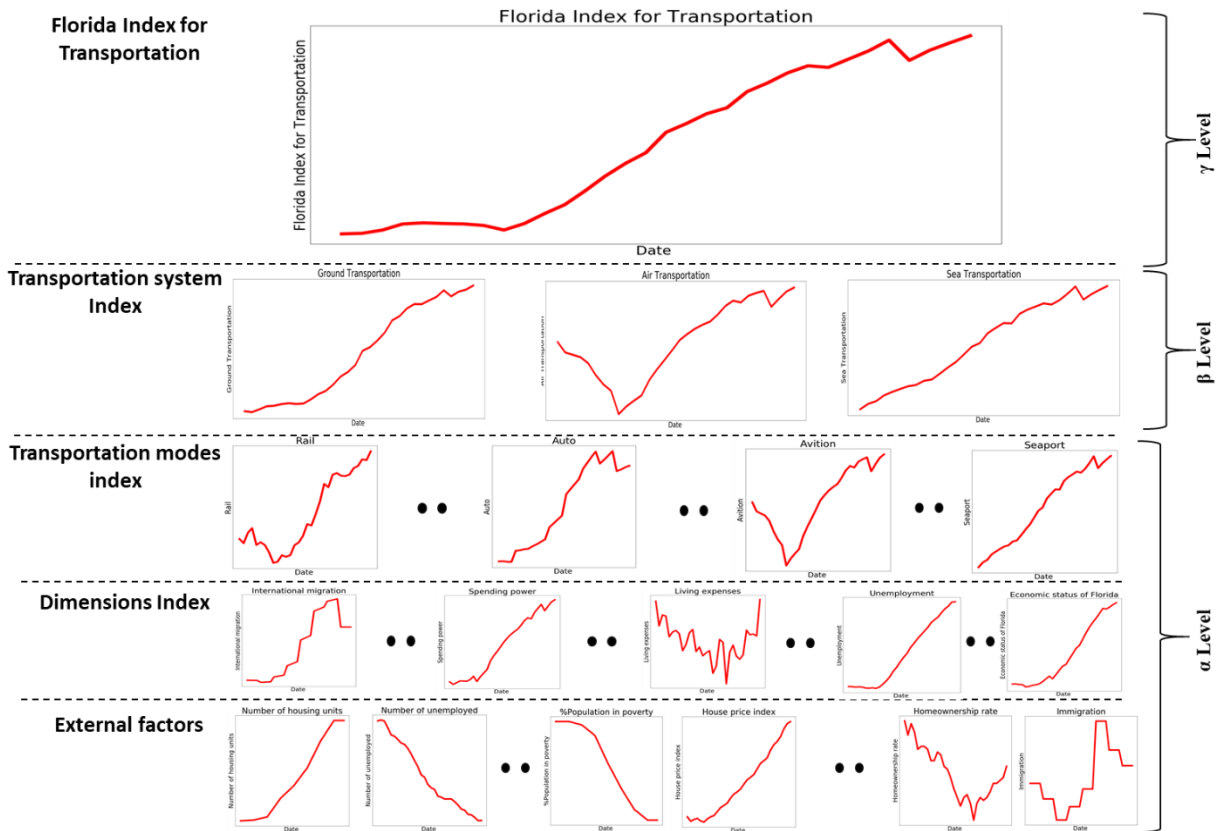 Florida Index for
Transportation
Florida Index for Transportation
Florida Index for Transportation
Date
γ Level
Transportation system
Index
Ground Transportation
Ground Transportation
Date
Air Transportation
Date
Sea Transportation
Sea Transportation
Date
β Level
Transportation modes
index
Rail
Rail
Date
Auto
Auto
Date
Avition
Avition
Date
Seaport
Seaport
Date
Dimensions Index
International migration
International migration
Date
Spending power
Spending power
Date
Living expenses
Living expenses
Date
Unemployment
Unemployment
Date
Economic status of Florida
Economic status of Florida
Date
α Level
External factors
Number of housing units
Number of housing units
Date
Number of unemployed
Number of unemployed
Date
%Population in poverty
%Population in poverty
Date
House price index
House price index
Date
Homeownership rate
Homeownership rate
Date
Immigration
Immigration
Date